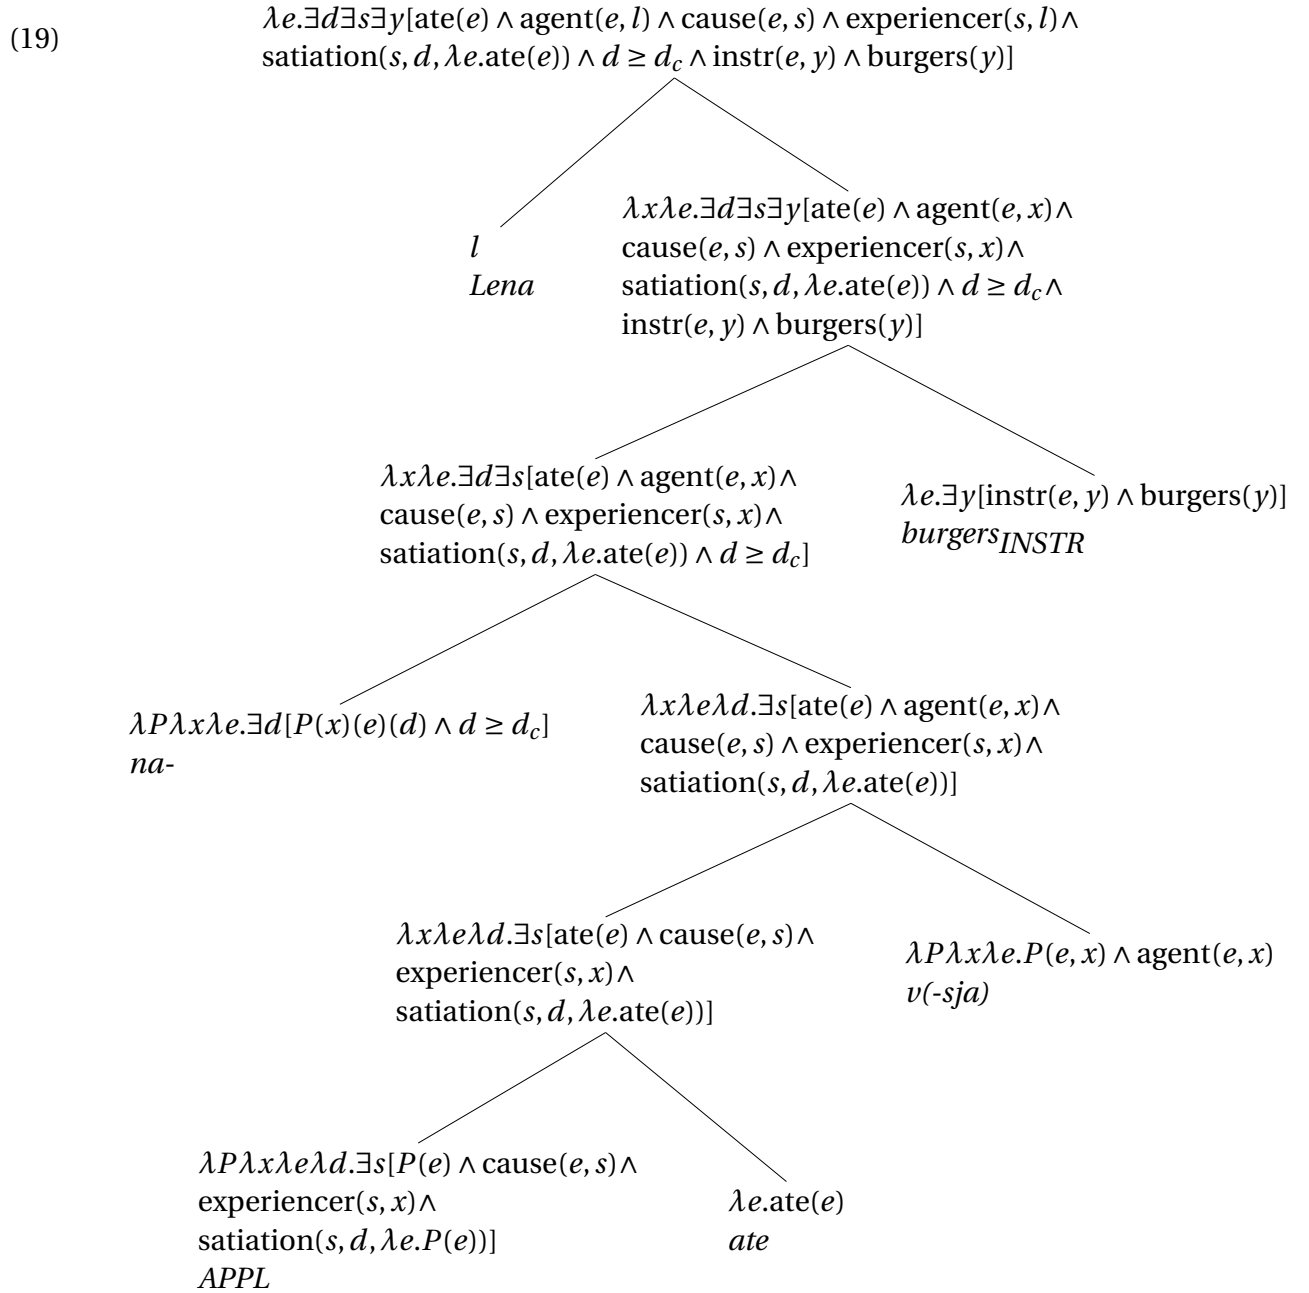 (19)
λe.∃d∃s∃y[ate(e) ∧ agent(e, l) ∧ cause(e, s) ∧ experiencer(s, l)∧
satiation(s, d, λe.ate(e)) ∧ d ≥ d_c ∧ instr(e, y) ∧ burgers(y)]
l
Lena
λxλe.∃d∃s∃y[ate(e) ∧ agent(e, x)∧
cause(e, s) ∧ experiencer(s, x)∧
satiation(s, d, λe.ate(e)) ∧ d ≥ d_c∧
instr(e, y) ∧ burgers(y)]
λxλe.∃d∃s[ate(e) ∧ agent(e, x)∧
cause(e, s) ∧ experiencer(s, x)∧
satiation(s, d, λe.ate(e)) ∧ d ≥ d_c]
λe.∃y[instr(e, y) ∧ burgers(y)]
burgers_INSTR
λPλxλe.∃d[P(x)(e)(d) ∧ d ≥ d_c]
na-
λxλeλd.∃s[ate(e) ∧ agent(e, x)∧
cause(e, s) ∧ experiencer(s, x)∧
satiation(s, d, λe.ate(e))]
λxλeλd.∃s[ate(e) ∧ cause(e, s)∧
experiencer(s, x)∧
satiation(s, d, λe.ate(e))]
λPλxλe.P(e, x) ∧ agent(e, x)
v(-sja)
λPλxλeλd.∃s[P(e) ∧ cause(e, s)∧
experiencer(s, x)∧
satiation(s, d, λe.P(e))]
APPL
λe.ate(e)
ate